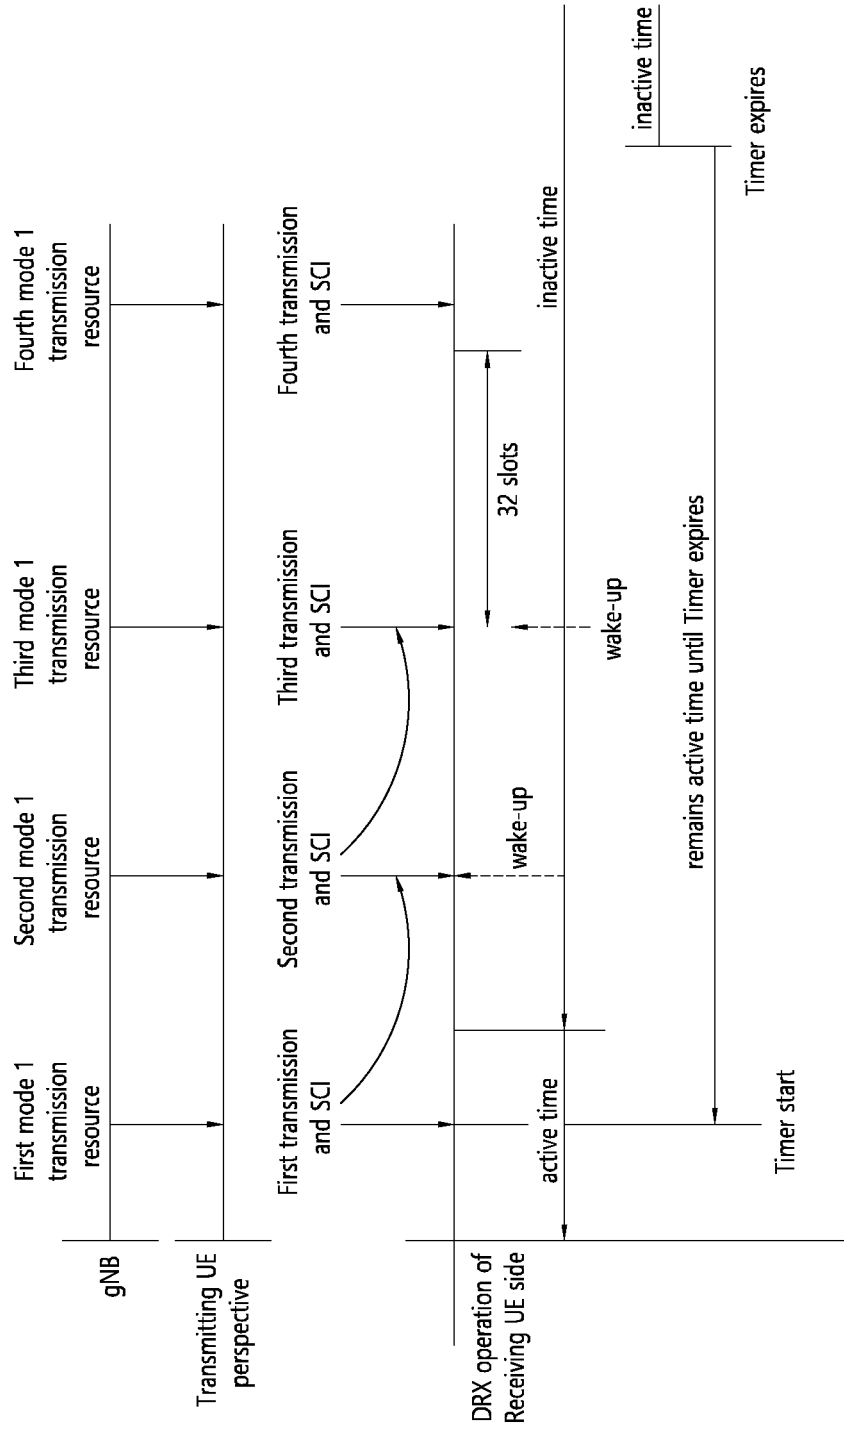 First mode 1
transmission
resource
Second mode 1
transmission
resource
Third mode 1
transmission
resource
Fourth mode 1
transmission
resource
gNB
Transmitting UE
perspective
First transmission
and SCI
Second transmission
and SCI
Third transmission
and SCI
Fourth transmission
and SCI
DRX operation of
Receiving UE side
active time
wake-up
32 slots
inactive time
wake-up
inactive time
remains active time until Timer expires
Timer start
Timer expires